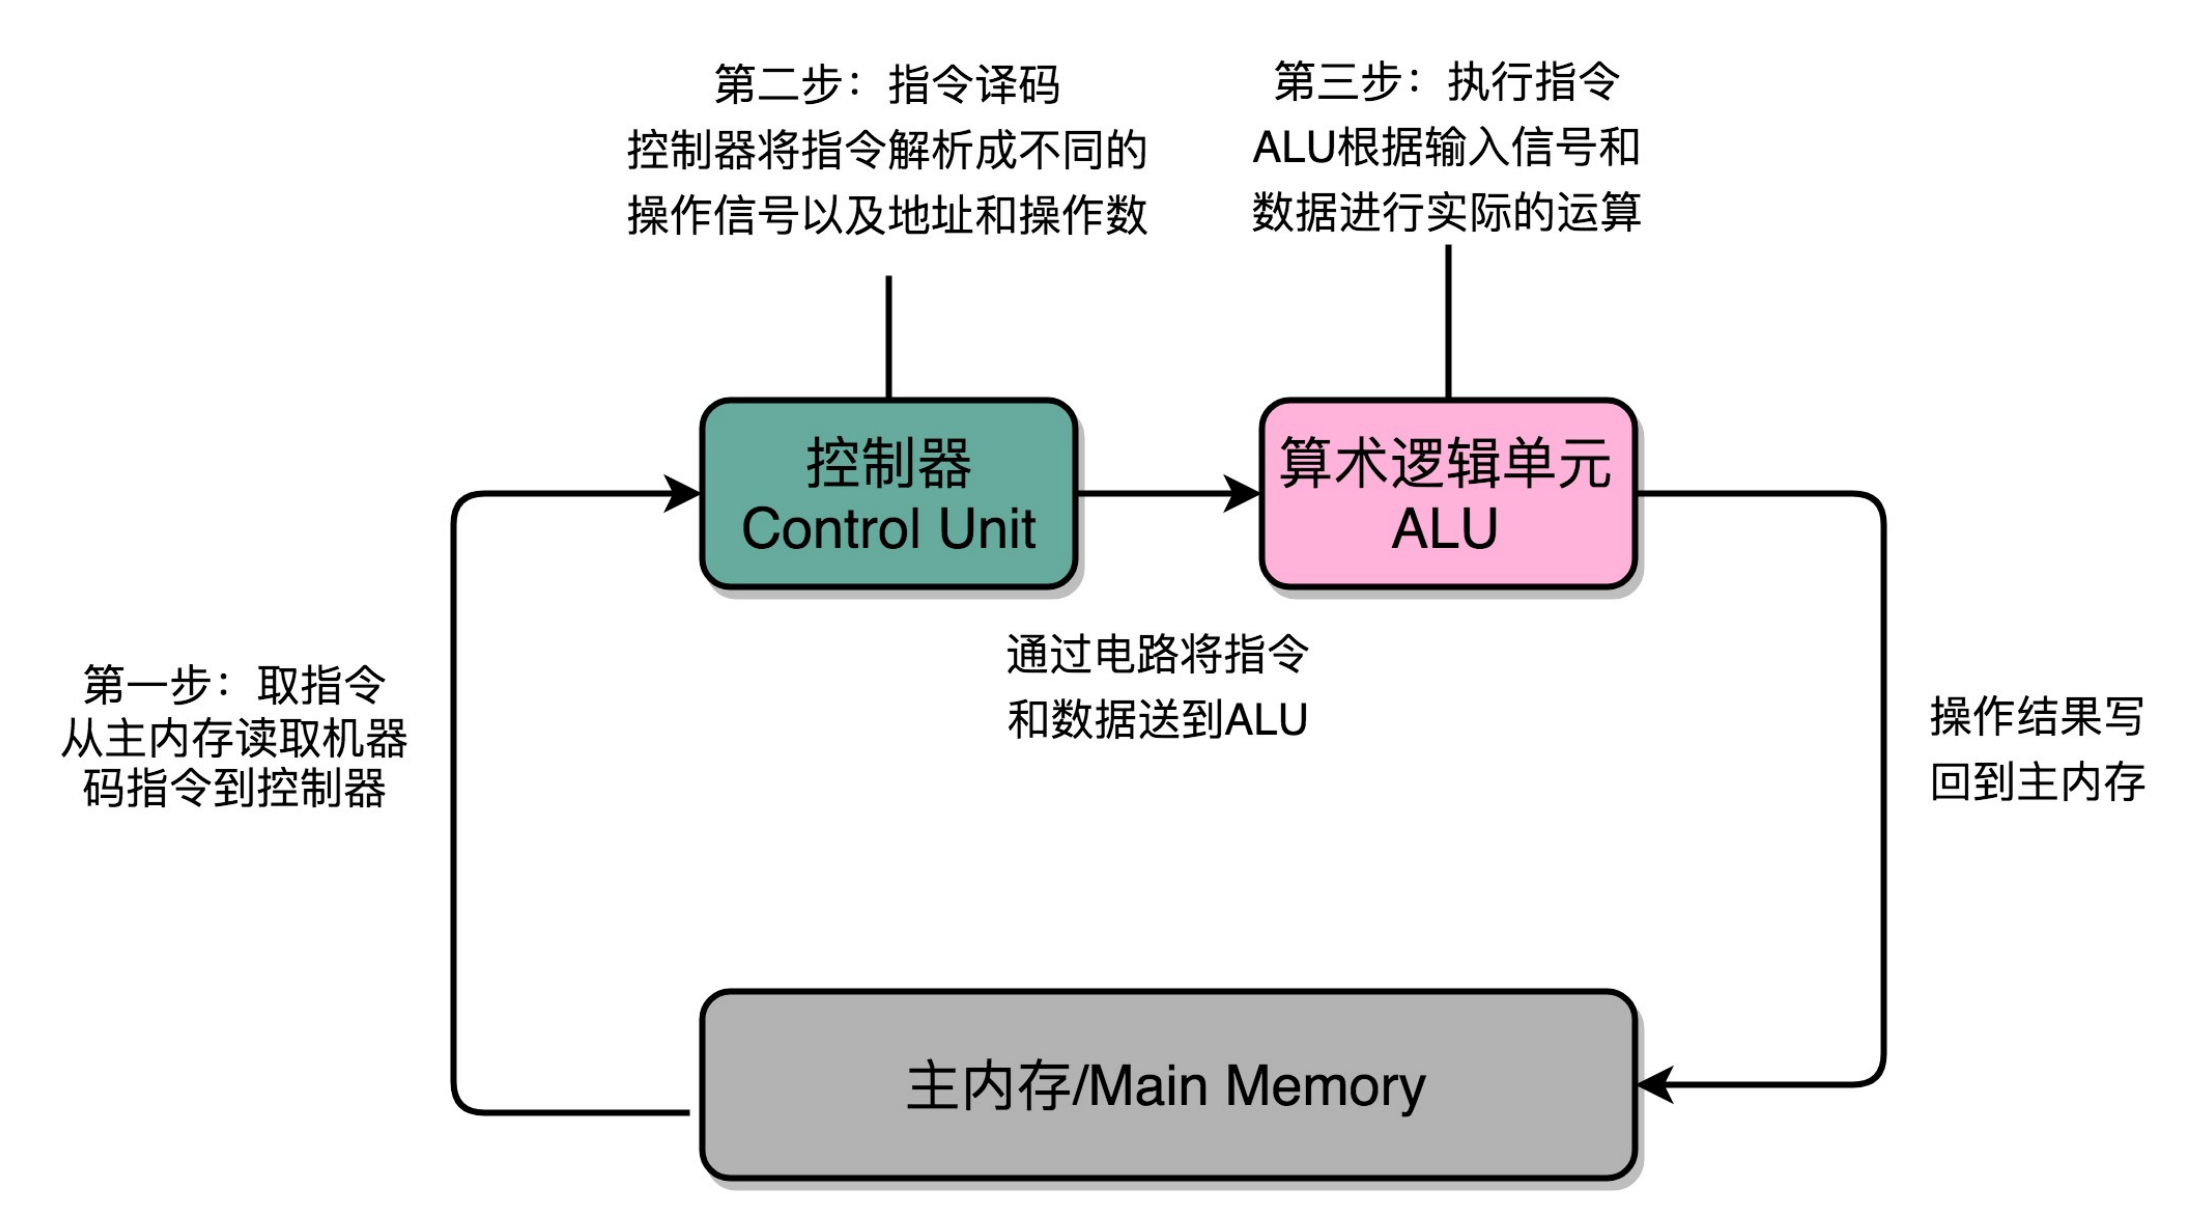 第二步：指令译码
控制器将指令解析成不同的
操作信号以及地址和操作数
第三步：执行指令
ALU根据输入信号和
数据进行实际的运算
控制器
Control Unit
算术逻辑单元
ALU
通过电路将指令
和数据送到ALU
第一步：取指令
从主内存读取机器
码指令到控制器
操作结果写
回到主内存
主内存/Main Memory